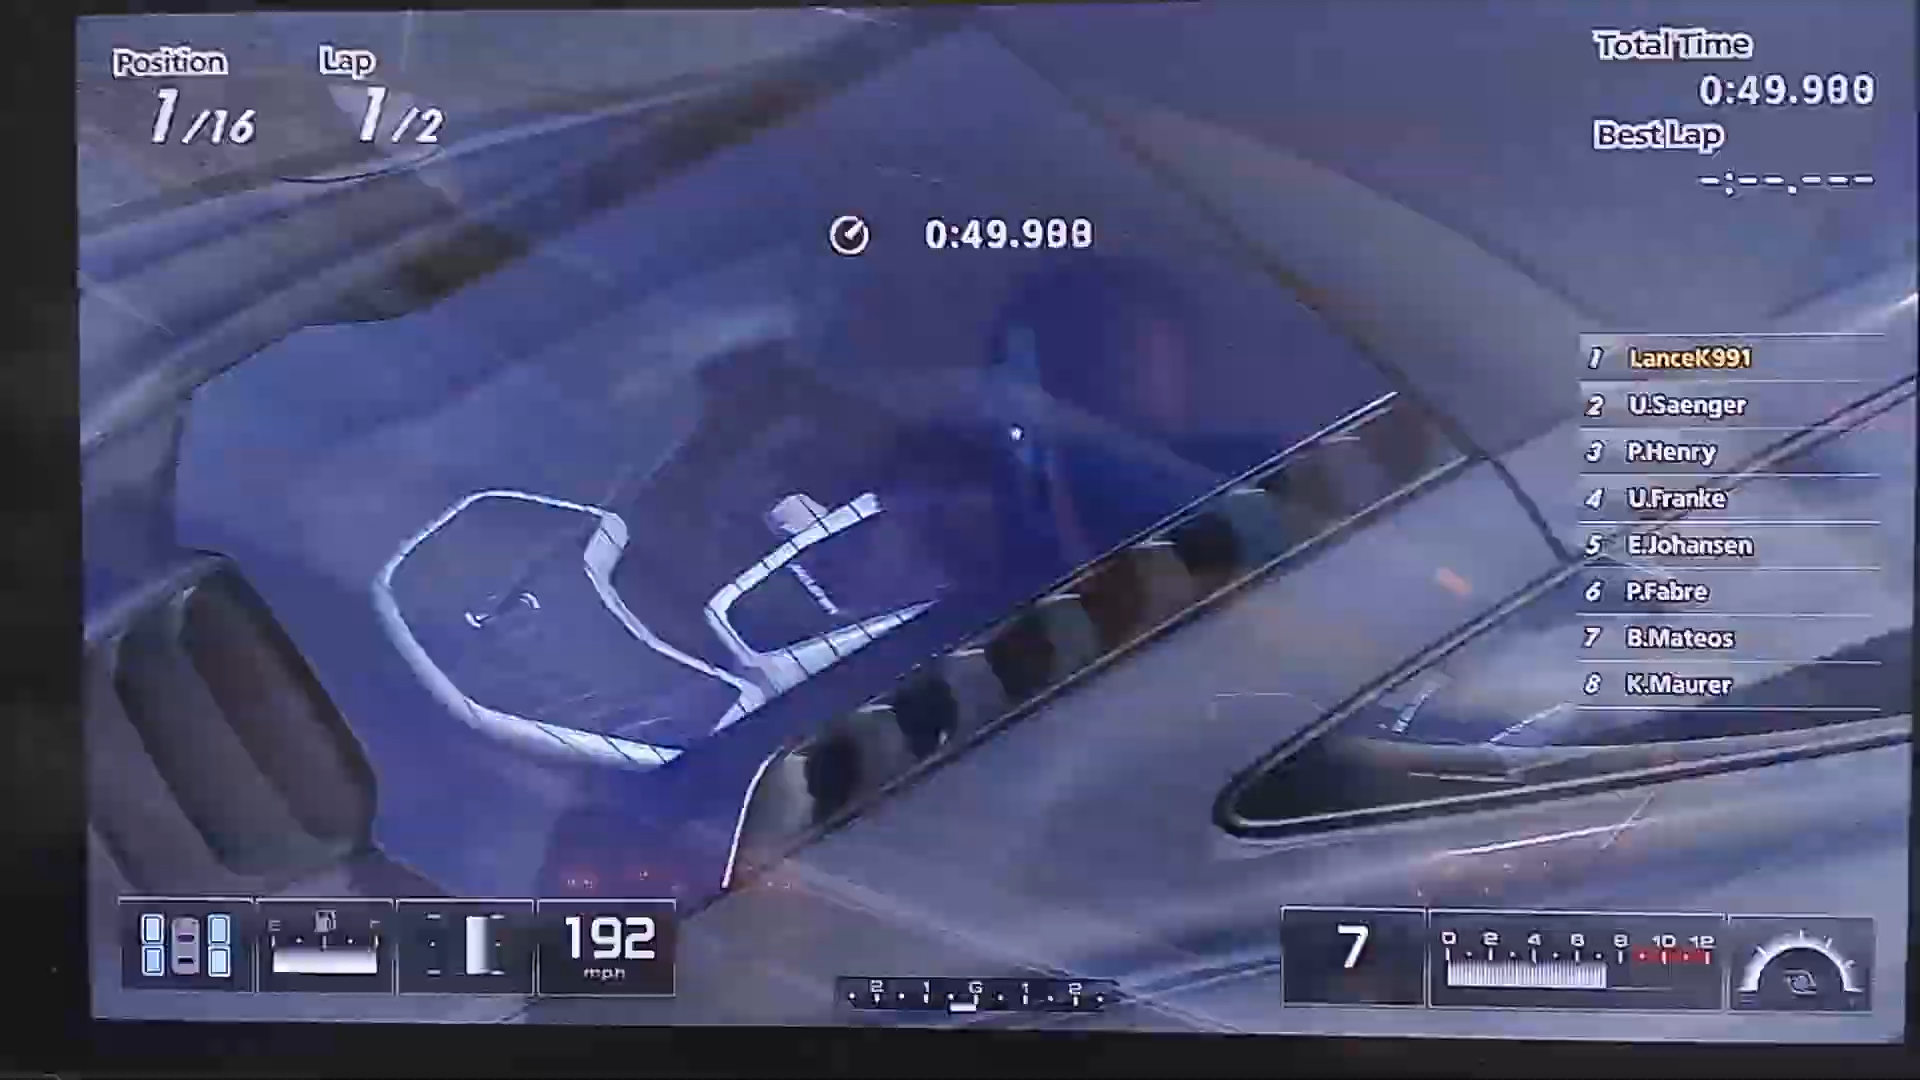 Position
1/16
Lap
1/2
Total Time
0:49.900
Best Lap
-:--.---
0:49.900
1 LanceK991
2 U.Saenger
3 P.Henry
4 U.Franke
5 E.Johansen
6 P.Fabre
7 B.Mateos
8 K.Maurer
E F
192
mph
2 1 G 1 2
7
0 2 4 6 8 10 12